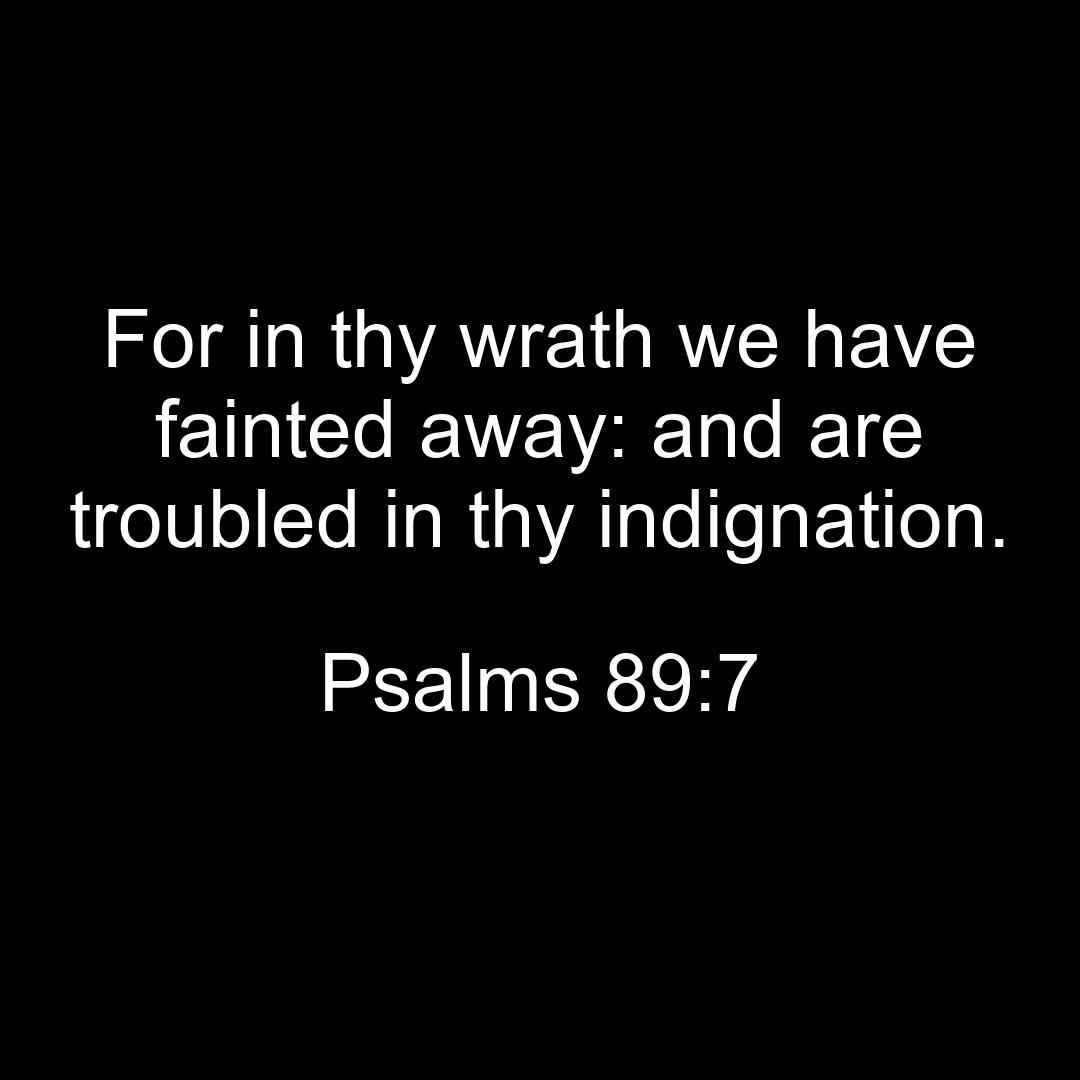 For in thy wrath we have
fainted away: and are
troubled in thy indignation.
Psalms 89:7